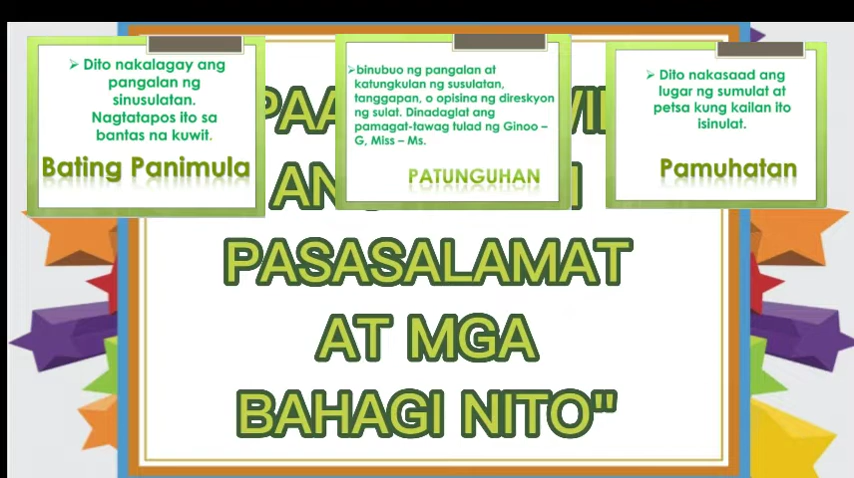 ➢ Dito nakalagay ang
pangalan ng
sinusulatan.
Nagtatapos ito sa
bantas na kuwit.
Bating Panimula
➢binubuo ng pangalan at
katungkulan ng susulatan,
tanggapan, o opisina ng direskyon
ng sulat. Dinadaglat ang
pamagat-tawag tulad ng Ginoo –
G, Miss – Ms.
PATUNGUHAN
➢ Dito nakasaad ang
lugar ng sumulat at
petsa kung kailan ito
isinulat.
Pamuhatan
PASASALAMAT
AT MGA
BAHAGI NITO"